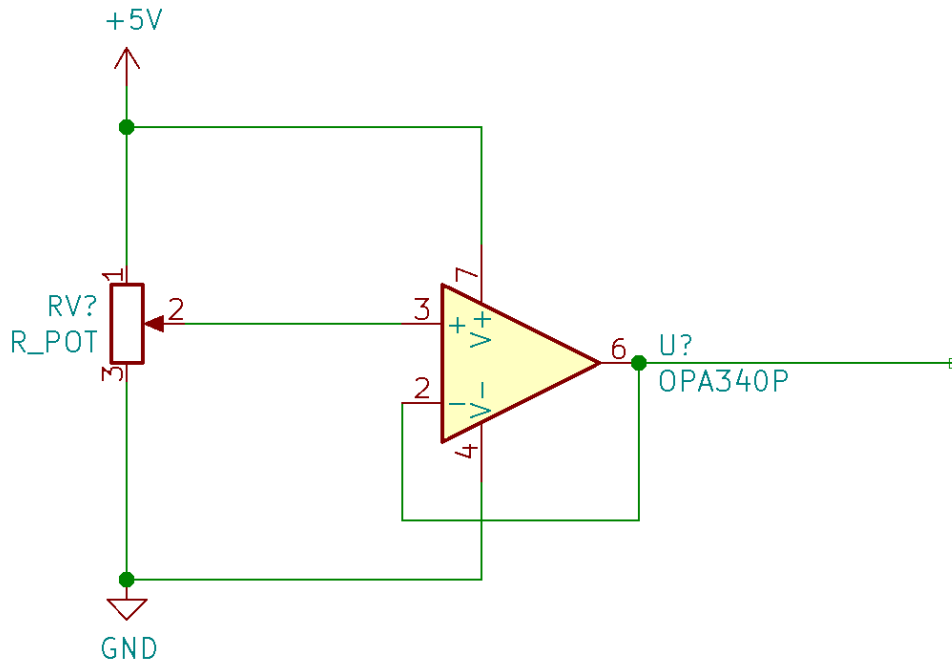 +5V
1
RV?
R_POT
2
3
7
3
+
V+
2
-
V-
4
6
U?
OPA340P
GND